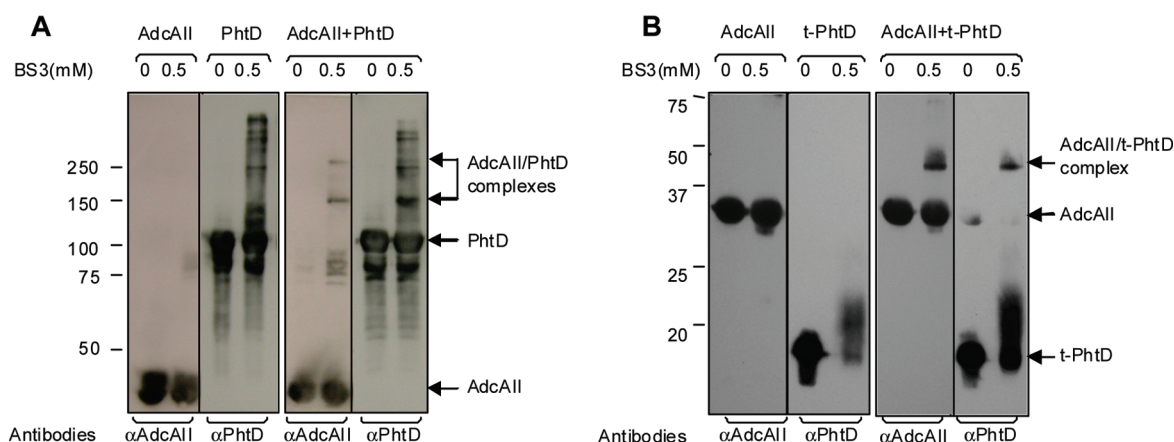 A
AdcAII PhtD AdcAII+PhtD
BS3(mM) 0 0.5 0 0.5 0 0.5 0 0.5
250
150
100
75
50
AdcAII/PhtD
complexes
PhtD
AdcAII
Antibodies αAdcAII αPhtD αAdcAII αPhtD
B
AdcAII t-PhtD AdcAII+t-PhtD
BS3(mM) 0 0.5 0 0.5 0 0.5 0 0.5
75
50
37
25
20
AdcAII/t-PhtD
complex
AdcAII
t-PhtD
Antibodies αAdcAII αPhtD αAdcAII αPhtD